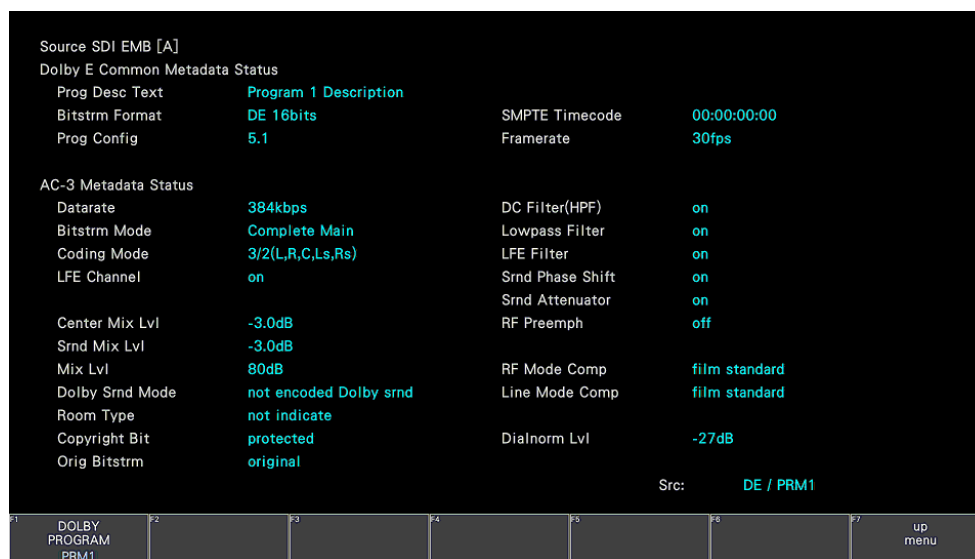 Source SDI EMB [A]
Dolby E Common Metadata Status
Prog Desc Text Program 1 Description
Bitstrm Format DE 16bits SMPTE Timecode 00:00:00:00
Prog Config 5.1 Framerate 30fps
AC-3 Metadata Status
Datarate 384kbps DC Filter(HPF) on
Bitstrm Mode Complete Main Lowpass Filter on
Coding Mode 3/2(L,R,C,Ls,Rs) LFE Filter on
LFE Channel on Srnd Phase Shift on
Srnd Attenuator on
Center Mix Lvl -3.0dB RF Preemph off
Srnd Mix Lvl -3.0dB
Mix Lvl 80dB RF Mode Comp film standard
Dolby Srnd Mode not encoded Dolby srnd Line Mode Comp film standard
Room Type not indicate
Copyright Bit protected Dialnorm Lvl -27dB
Orig Bitstrm original
Src: DE / PRM1
F1 F2 F3 F4 F5 F6 F7
DOLBY up
PROGRAM menu
PRM1